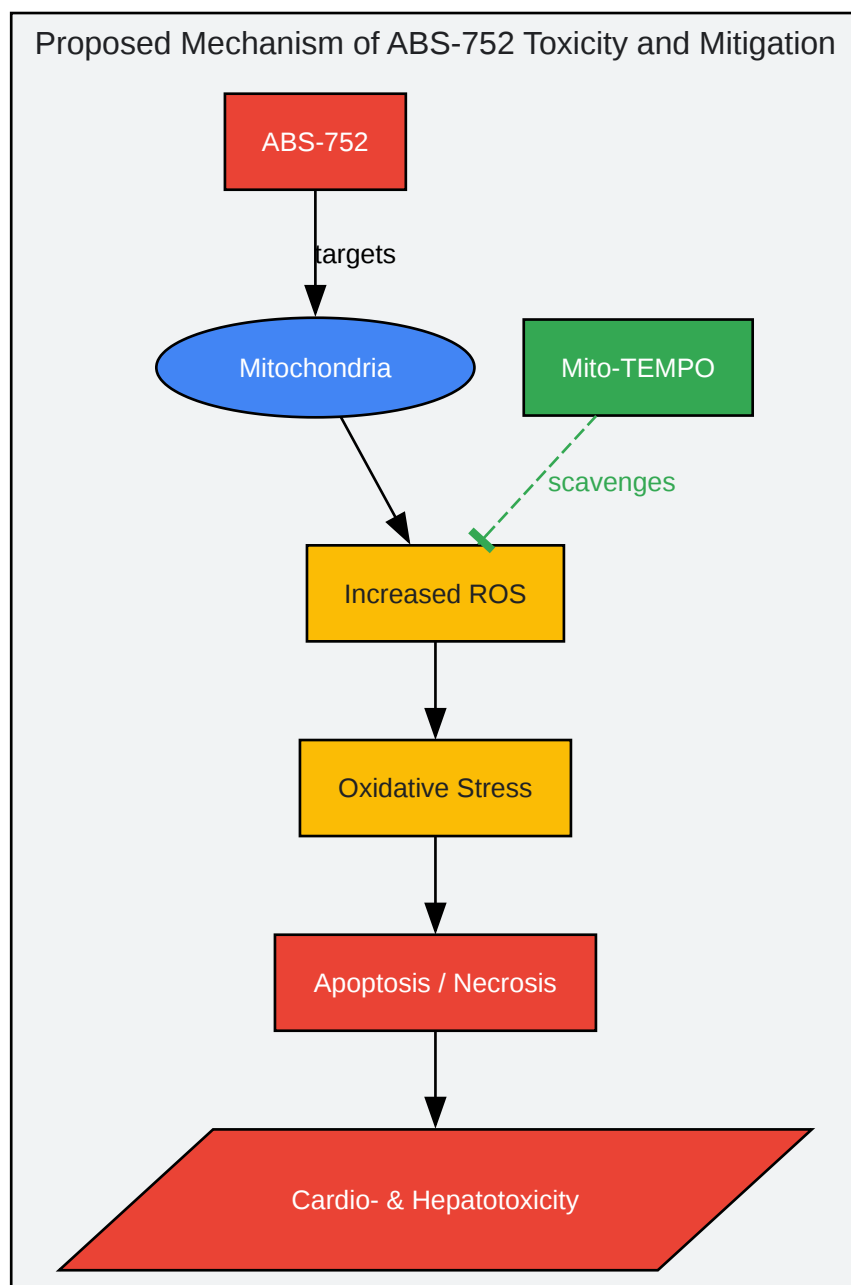 Proposed Mechanism of ABS-752 Toxicity and Mitigation
ABS-752
targets
Mitochondria
Mito-TEMPO
scavenges
Increased ROS
Oxidative Stress
Apoptosis / Necrosis
Cardio- & Hepatotoxicity